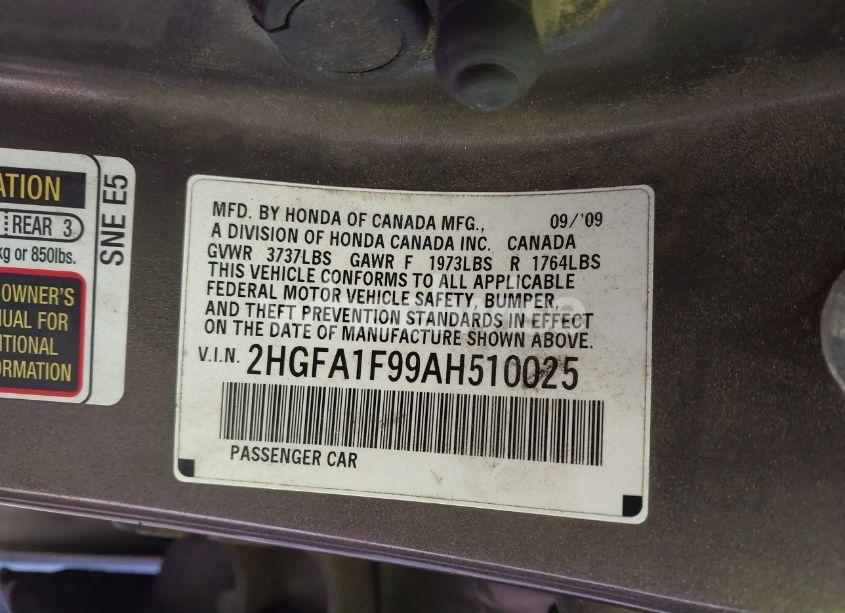 ATION
REAR 3
kg or 850lbs.
OWNER'S
UAL FOR
ITIONAL
ORMATION
SNE E5
MFD. BY HONDA OF CANADA MFG., 09/'09
A DIVISION OF HONDA CANADA INC. CANADA
GVWR 3737LBS GAWR F 1973LBS R 1764LBS
THIS VEHICLE CONFORMS TO ALL APPLICABLE
FEDERAL MOTOR VEHICLE SAFETY, BUMPER,
AND THEFT PREVENTION STANDARDS IN EFFECT
ON THE DATE OF MANUFACTURE SHOWN ABOVE.
V.I.N. 2HGFA1F99AH510025
PASSENGER CAR